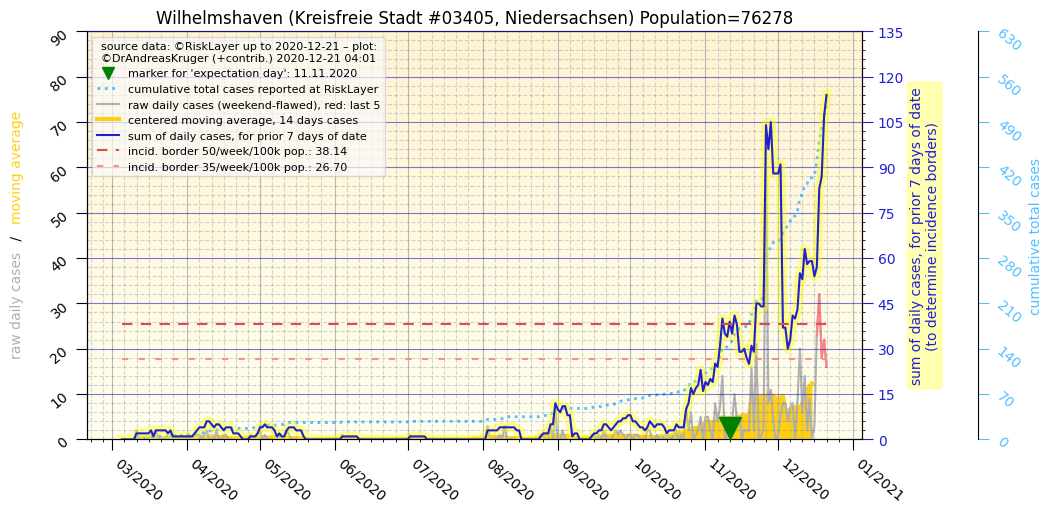 Wilhelmshaven (Kreisfreie Stadt #03405, Niedersachsen) Population=76278
source data: ©RiskLayer up to 2020-12-21 – plot:
©DrAndreasKruger (+contrib.) 2020-12-21 04:01
marker for 'expectation day': 11.11.2020
cumulative total cases reported at RiskLayer
raw daily cases (weekend-flawed), red: last 5
centered moving average, 14 days cases
sum of daily cases, for prior 7 days of date
incid. border 50/week/100k pop.: 38.14
incid. border 35/week/100k pop.: 26.70
raw daily cases / moving average
90
80
70
60
50
40
30
20
10
0
135
120
105
90
75
60
45
30
15
0
sum of daily cases, for prior 7 days of date
(to determine incidence borders)
630
560
490
420
350
280
210
140
70
0
cumulative total cases
03/2020
04/2020
05/2020
06/2020
07/2020
08/2020
09/2020
10/2020
11/2020
12/2020
01/2021